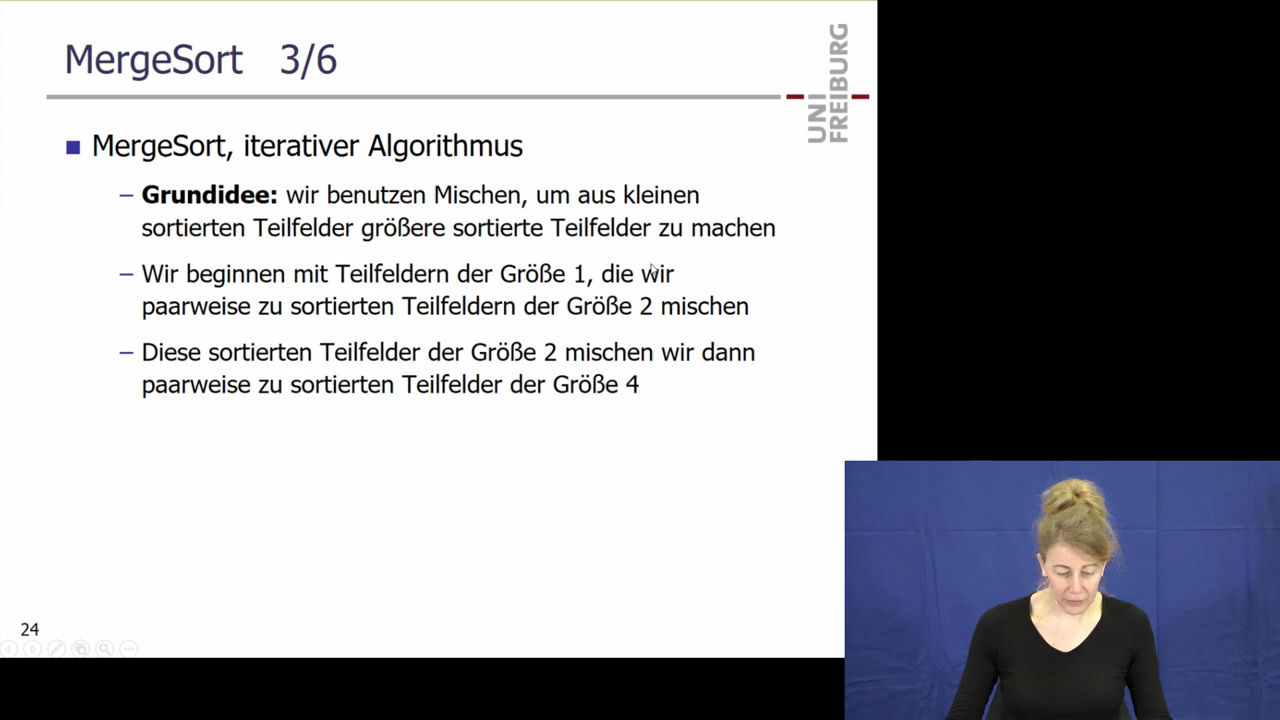 MergeSort 3/6
UNI
FREIBURG
MergeSort, iterativer Algorithmus
– Grundidee: wir benutzen Mischen, um aus kleinen
sortierten Teilfelder größere sortierte Teilfelder zu machen
– Wir beginnen mit Teilfeldern der Größe 1, die wir
paarweise zu sortierten Teilfeldern der Größe 2 mischen
– Diese sortierten Teilfelder der Größe 2 mischen wir dann
paarweise zu sortierten Teilfelder der Größe 4
24